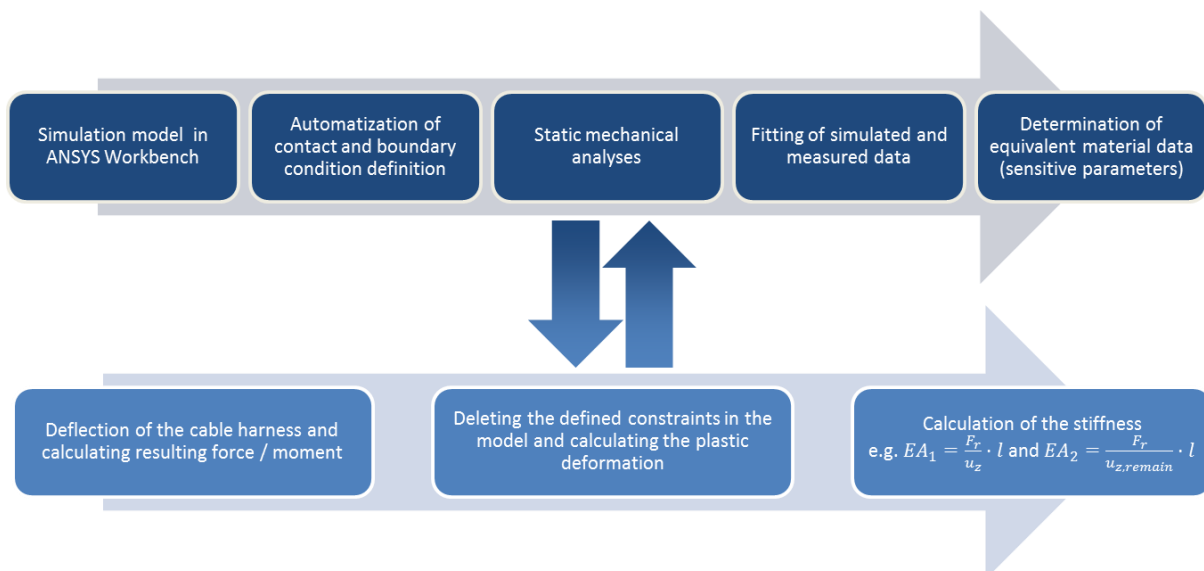 Simulation model in
ANSYS Workbench
Automatization of
contact and boundary
condition definition
Static mechanical
analyses
Fitting of simulated and
measured data
Determination of
equivalent material data
(sensitive parameters)
Deflection of the cable harness and
calculating resulting force / moment
Deleting the defined constraints in the
model and calculating the plastic
deformation
Calculation of the stiffness
e.g. EA₁ = F_r/u_z · l and EA₂ = F_r/u_{z,remain} · l